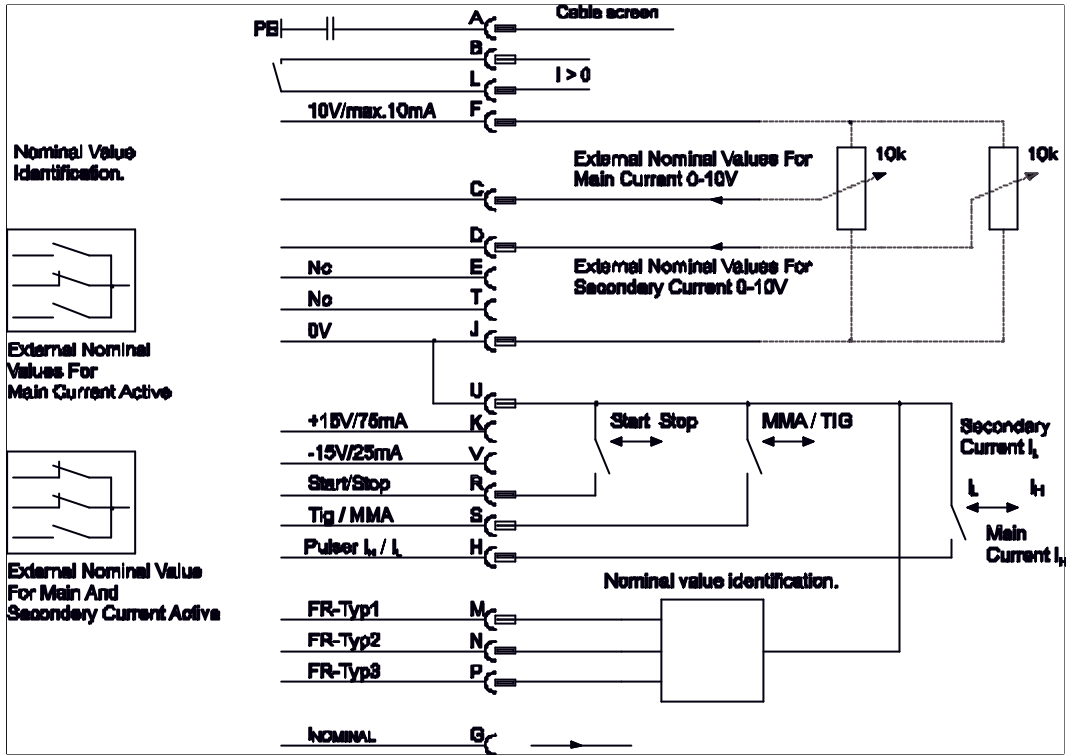 PE
A
Cable screen
B
L
I > 0
10V/max.10mA
F
Nominal Value
Identification.
10k
10k
External Nominal Values For
Main Current 0-10V
C
D
External Nominal Values For
Secondary Current 0-10V
Nc
E
Nc
T
0V
J
External Nominal
Values For
Main Current Active
U
+15V/75mA
K
Start Stop
MMA / TIG
Secondary
Current IL
-15V/25mA
V
Start/Stop
R
IL
IH
Tig / MMA
S
Main
Current IH
Pulser IH / IL
H
External Nominal Value
For Main And
Secondary Current Active
Nominal value identification.
FR-Typ1
M
FR-Typ2
N
FR-Typ3
P
INOMINAL
G